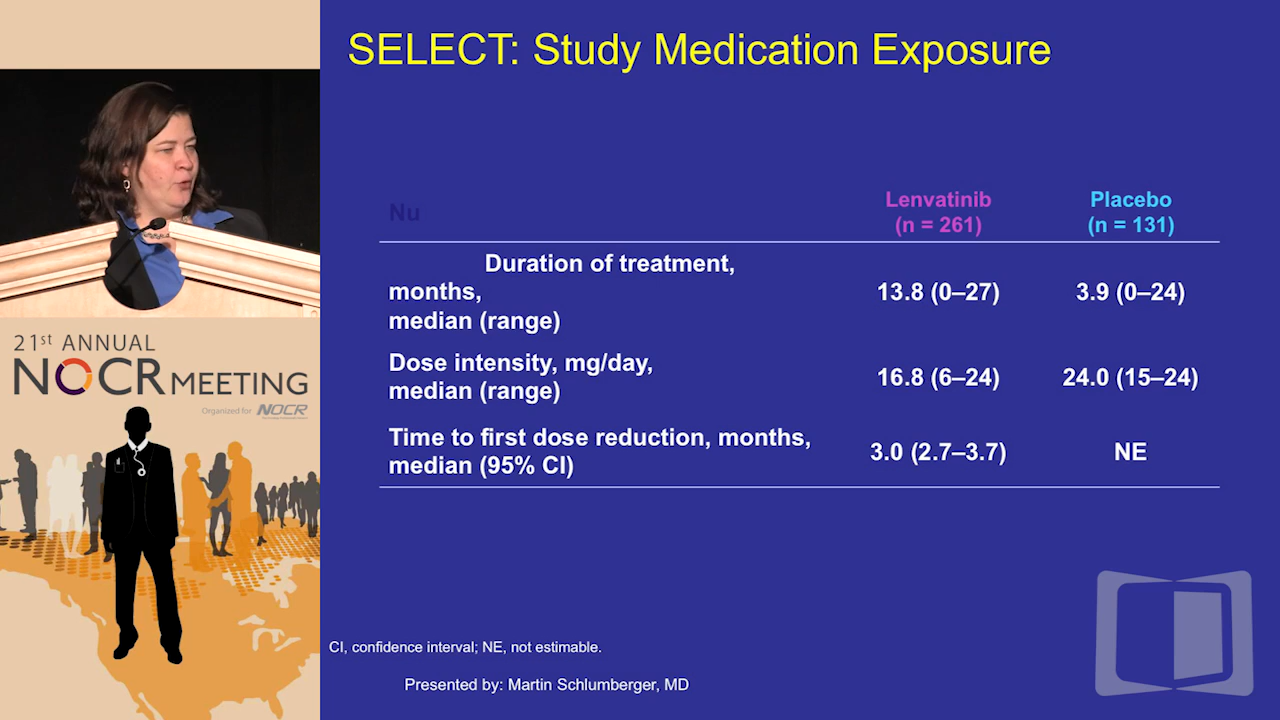 SELECT: Study Medication Exposure
Nu
Lenvatinib
(n = 261)
Placebo
(n = 131)
Duration of treatment,
months,
median (range)
13.8 (0–27)
3.9 (0–24)
Dose intensity, mg/day,
median (range)
16.8 (6–24)
24.0 (15–24)
Time to first dose reduction, months,
median (95% CI)
3.0 (2.7–3.7)
NE
CI, confidence interval; NE, not estimable.
Presented by: Martin Schlumberger, MD
21st ANNUAL
NOCR MEETING
Organized for NOCR